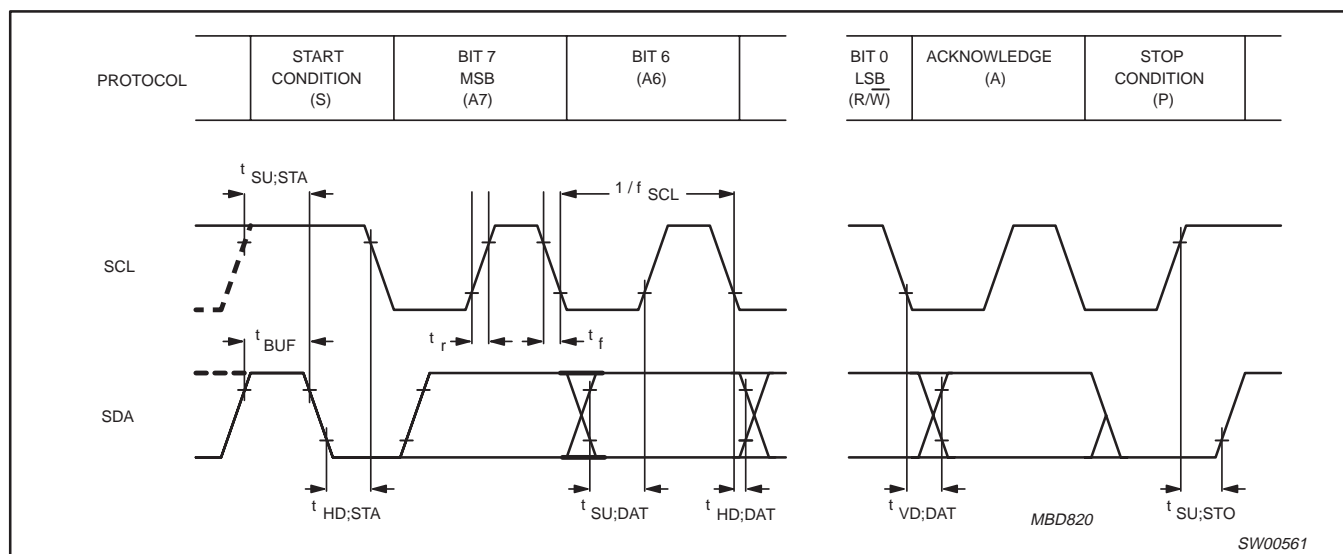 PROTOCOL
START
CONDITION
(S)
BIT 7
MSB
(A7)
BIT 6
(A6)
BIT 0
LSB
(R/W̅)
ACKNOWLEDGE
(A)
STOP
CONDITION
(P)
t SU;STA
1 / f SCL
SCL
t BUF
t r
t f
SDA
t HD;STA
t SU;DAT
t HD;DAT
t VD;DAT
t SU;STO
MBD820
SW00561